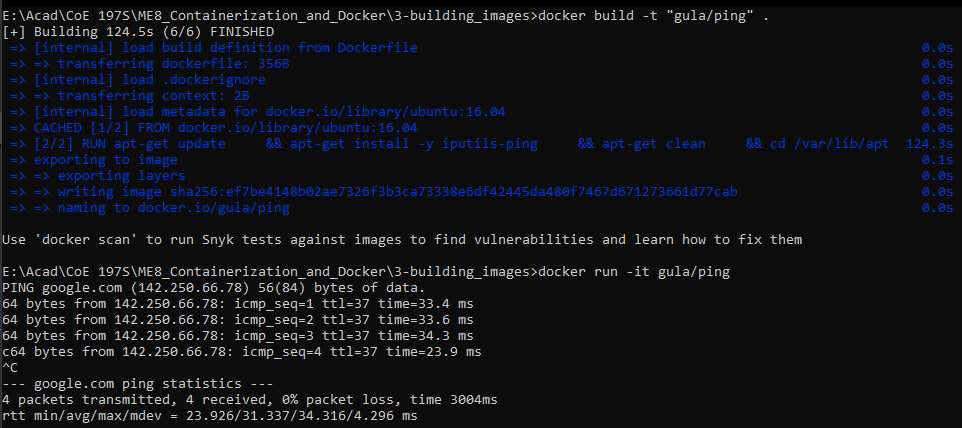 E:\Acad\CoE 197S\ME8_Containerization_and_Docker\3-building_images>docker build -t "gula/ping" .
[+] Building 124.5s (6/6) FINISHED
=> [internal] load build definition from Dockerfile 0.0s
=> => transferring dockerfile: 356B 0.0s
=> [internal] load .dockerignore 0.0s
=> => transferring context: 2B 0.0s
=> [internal] load metadata for docker.io/library/ubuntu:16.04 0.0s
=> CACHED [1/2] FROM docker.io/library/ubuntu:16.04 0.0s
=> [2/2] RUN apt-get update     && apt-get install -y iputils-ping     && apt-get clean     && cd /var/lib/apt  124.3s
=> exporting to image 0.1s
=> => exporting layers 0.0s
=> => writing image sha256:ef7be4148b02ae7326f3b3ca73338e6df42445da480f7467d671273661d77cab 0.0s
=> => naming to docker.io/gula/ping 0.0s
Use 'docker scan' to run Snyk tests against images to find vulnerabilities and learn how to fix them
E:\Acad\CoE 197S\ME8_Containerization_and_Docker\3-building_images>docker run -it gula/ping
PING google.com (142.250.66.78) 56(84) bytes of data.
64 bytes from 142.250.66.78: icmp_seq=1 ttl=37 time=33.4 ms
64 bytes from 142.250.66.78: icmp_seq=2 ttl=37 time=33.6 ms
64 bytes from 142.250.66.78: icmp_seq=3 ttl=37 time=34.3 ms
c64 bytes from 142.250.66.78: icmp_seq=4 ttl=37 time=23.9 ms
^C
--- google.com ping statistics ---
4 packets transmitted, 4 received, 0% packet loss, time 3004ms
rtt min/avg/max/mdev = 23.926/31.337/34.316/4.296 ms